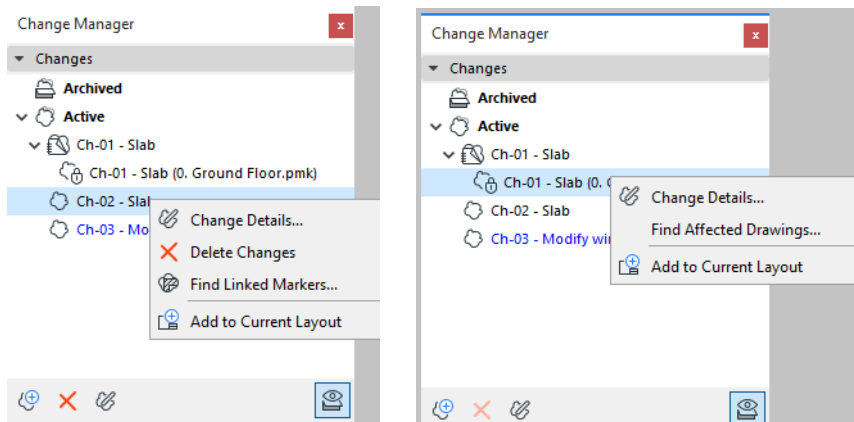 Change Manager
x
Changes
Archived
Active
Ch-01 - Slab
Ch-01 - Slab (0. Ground Floor.pmk)
Ch-02 - Slab
Ch-03 - Mo
Change Details...
Delete Changes
Find Linked Markers...
Add to Current Layout
Change Manager
x
Changes
Archived
Active
Ch-01 - Slab
Ch-01 - Slab (0.
Ch-02 - Slab
Ch-03 - Modify wi
Change Details...
Find Affected Drawings...
Add to Current Layout